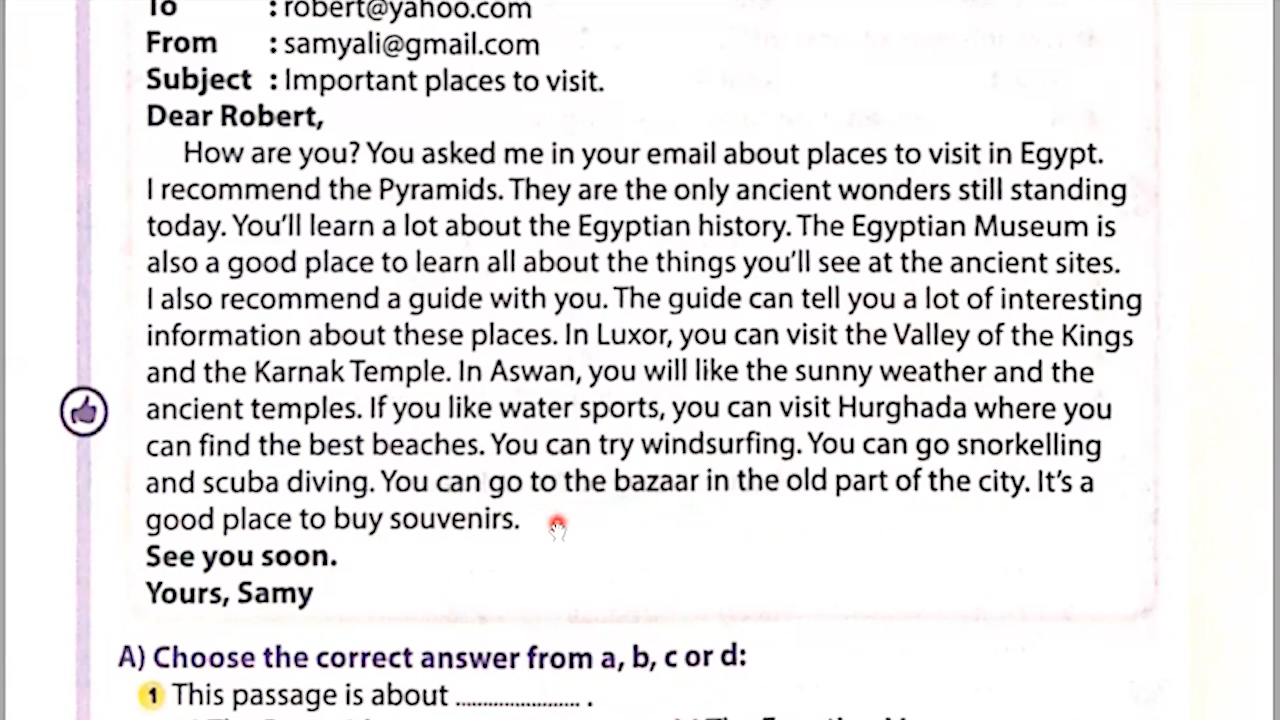 To : robert@yahoo.com
From : samyali@gmail.com
Subject : Important places to visit.
Dear Robert,
How are you? You asked me in your email about places to visit in Egypt.
I recommend the Pyramids. They are the only ancient wonders still standing
today. You'll learn a lot about the Egyptian history. The Egyptian Museum is
also a good place to learn all about the things you'll see at the ancient sites.
I also recommend a guide with you. The guide can tell you a lot of interesting
information about these places. In Luxor, you can visit the Valley of the Kings
and the Karnak Temple. In Aswan, you will like the sunny weather and the
ancient temples. If you like water sports, you can visit Hurghada where you
can find the best beaches. You can try windsurfing. You can go snorkelling
and scuba diving. You can go to the bazaar in the old part of the city. It's a
good place to buy souvenirs.
See you soon.
Yours, Samy
A) Choose the correct answer from a, b, c or d:
1 This passage is about ........................ .